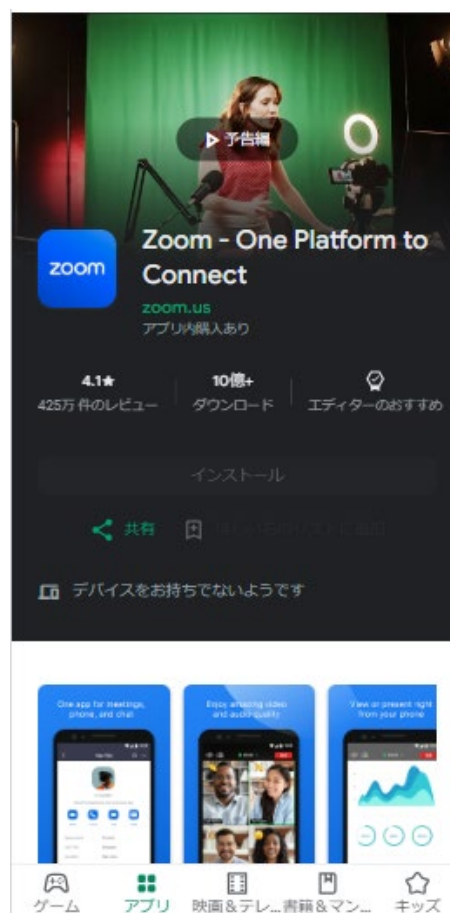 予告編
zoom
Zoom - One Platform to
Connect
zoom.us
アプリ内購入あり
4.1★
10億+
425万 件のレビュー
ダウンロード
エディターのおすすめ
インストール
共有
デバイスをお持ちでないようです
One app for meetings,
phone, and chat
Enjoy amazing video
and audio quality
View or present right
from your phone
ゲーム
アプリ
映画&テレ...
書籍&マン...
キッズ